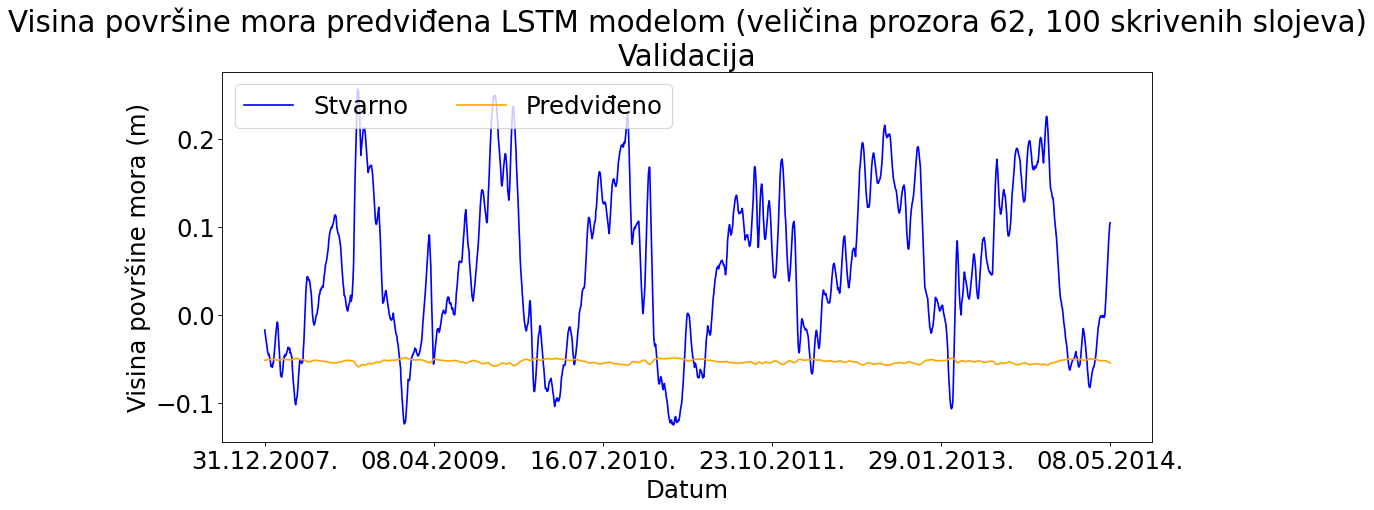 Visina površine mora predviđena LSTM modelom (veličina prozora 62, 100 skrivenih slojeva)
Validacija
Stvarno
Predviđeno
Visina površine mora (m)
0.2
0.1
0.0
−0.1
31.12.2007.
08.04.2009.
16.07.2010.
23.10.2011.
29.01.2013.
08.05.2014.
Datum